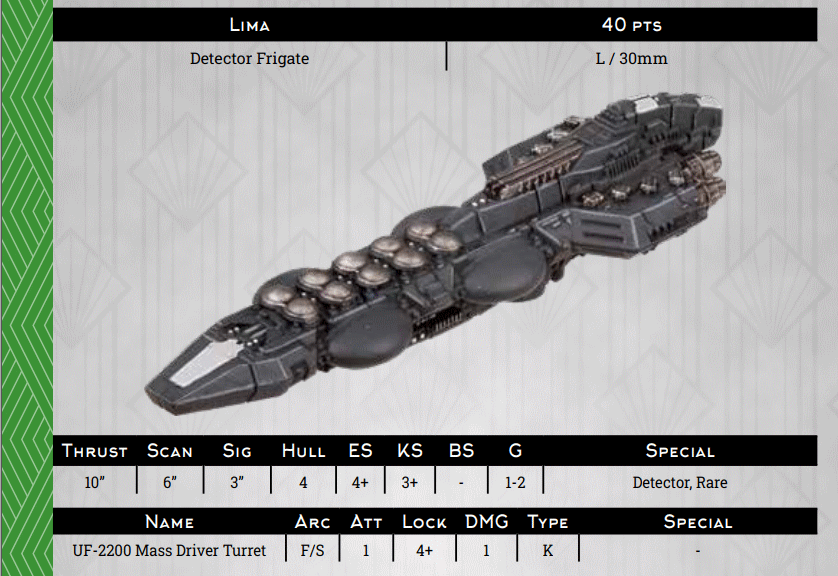 Lima 40 pts
Detector Frigate L / 30mm
Thrust Scan Sig Hull ES KS BS G Special
10” 6” 3” 4 4+ 3+ - 1-2 Detector, Rare
Name Arc Att Lock DMG Type Special
UF-2200 Mass Driver Turret F/S 1 4+ 1 K -